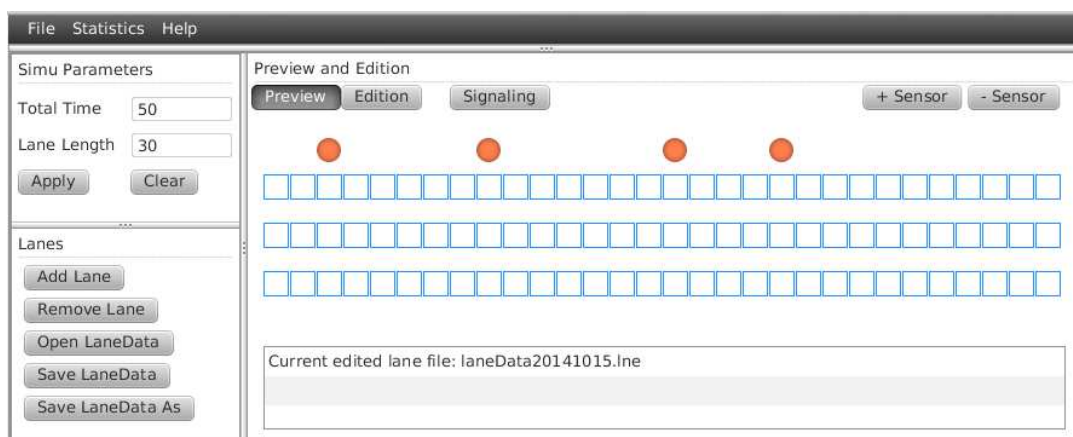 File Statistics Help
Simu Parameters
Total Time 50
Lane Length 30
Apply Clear
Lanes
Add Lane
Remove Lane
Open LaneData
Save LaneData
Save LaneData As
Preview and Edition
Preview Edition Signaling + Sensor - Sensor
Current edited lane file: laneData20141015.lne